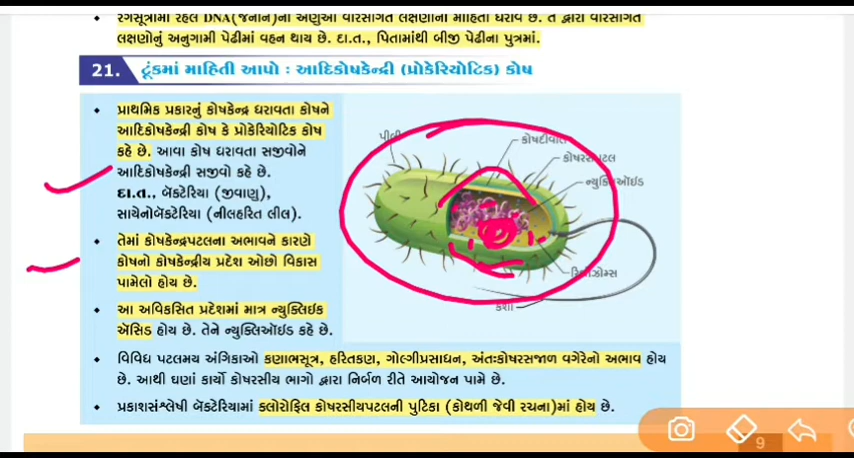 રંગસૂત્રોમાં રહેલ DNA(જનીન)ના અણુઓ વારસાગત લક્ષણોની માહિતી ધરાવે છે. તે દ્વારા વારસાગત
લક્ષણોનું અનુગામી પેઢીમાં વહન થાય છે. દા.ત., પિતામાંથી બીજી પેઢીના પુત્રમાં.
21. ટૂંકમાં માહિતી આપો : આદિકોષકેન્દ્રી (પ્રોકેરિયોટિક) કોષ
પ્રાથમિક પ્રકારનું કોષકેન્દ્ર ધરાવતા કોષને
આદિકોષકેન્દ્રી કોષ કે પ્રોકેરિયોટિક કોષ
કહે છે. આવા કોષ ધરાવતા સજીવોને
આદિકોષકેન્દ્રી સજીવો કહે છે.
દા.ત., બૅક્ટેરિયા (જીવાણુ),
સાયેનોબૅક્ટેરિયા (નીલહરિત લીલ).
તેમાં કોષકેન્દ્રપટલના અભાવને કારણે
કોષનો કોષકેન્દ્રીય પ્રદેશ ઓછો વિકાસ
પામેલો હોય છે.
આ અવિકસિત પ્રદેશમાં માત્ર ન્યુક્લિઈક
ઍસિડ હોય છે. તેને ન્યુક્લિઑઇડ કહે છે.
પીલી
કોષદીવાલ
કોષરસપટલ
ન્યુક્લિઑઇડ
રિબોઝોમ્સ
કશા
વિવિધ પટલમય અંગિકાઓ કણાભસૂત્ર, હરિતકણ, ગોલ્ગીપ્રસાધન, અંતઃકોષરસજાળ વગેરેનો અભાવ હોય
છે. આથી ઘણાં કાર્યો કોષરસીય ભાગો દ્વારા નિર્બળ રીતે આયોજન પામે છે.
પ્રકાશસંશ્લેષી બૅક્ટેરિયામાં ક્લોરોફિલ કોષરસીયપટલની પુટિકા (કોથળી જેવી રચના)માં હોય છે.
9